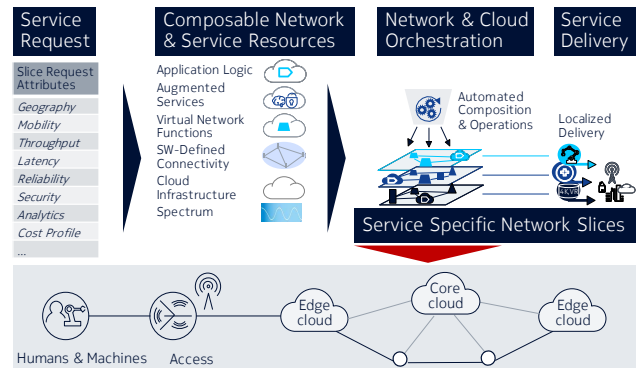 Service
Request
Composable Network
& Service Resources
Network & Cloud
Orchestration
Service
Delivery
Slice Request
Attributes
Geography
Mobility
Throughput
Latency
Reliability
Security
Analytics
Cost Profile
...
Application Logic
Augmented
Services
Virtual Network
Functions
SW-Defined
Connectivity
Cloud
Infrastructure
Spectrum
Automated
Composition
& Operations
Localized
Delivery
4K VR
Service Specific Network Slices
Humans & Machines
Access
Edge
cloud
Core
cloud
Edge
cloud